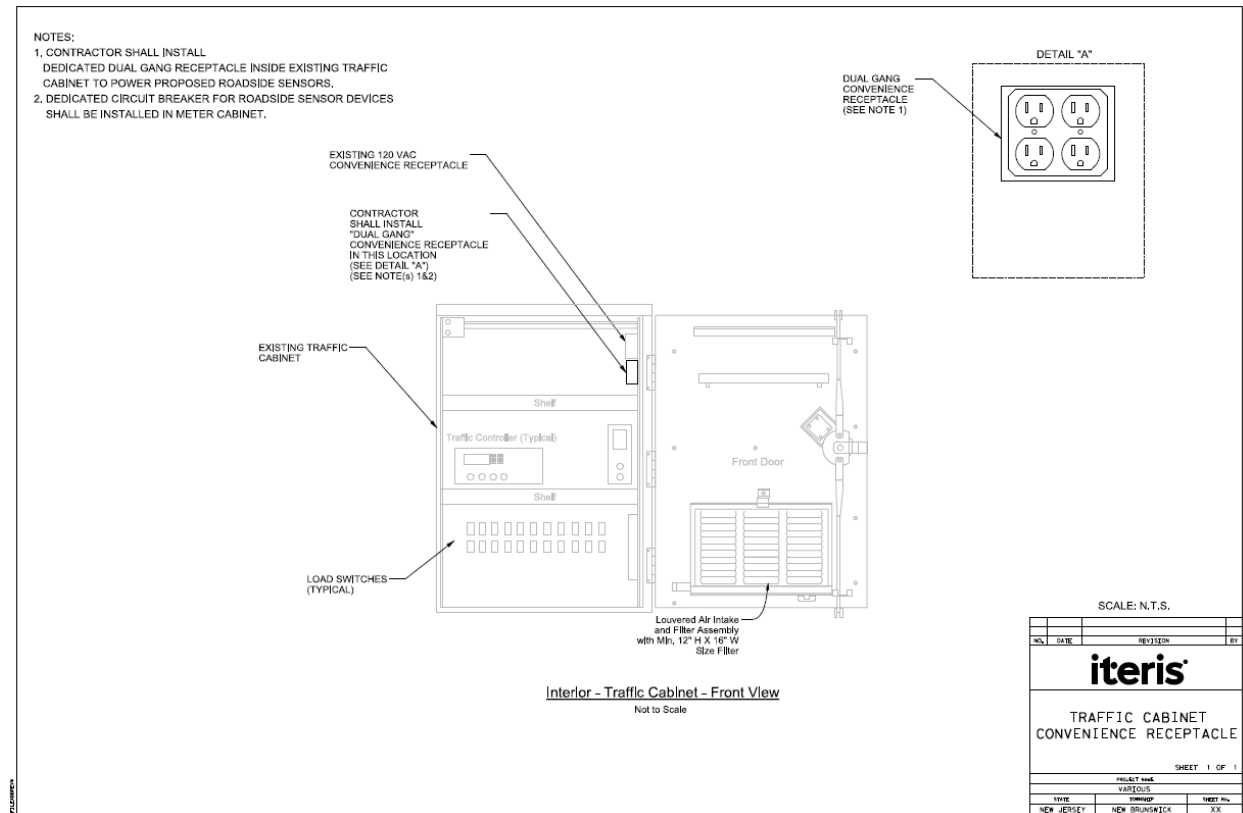 NOTES:
1. CONTRACTOR SHALL INSTALL
DEDICATED DUAL GANG RECEPTACLE INSIDE EXISTING TRAFFIC
CABINET TO POWER PROPOSED ROADSIDE SENSORS.
2. DEDICATED CIRCUIT BREAKER FOR ROADSIDE SENSOR DEVICES
SHALL BE INSTALLED IN METER CABINET.
DETAIL "A"
DUAL GANG
CONVENIENCE
RECEPTACLE
(SEE NOTE 1)
EXISTING 120 VAC
CONVENIENCE RECEPTACLE
CONTRACTOR
SHALL INSTALL
"DUAL GANG"
CONVENIENCE RECEPTACLE
IN THIS LOCATION
(SEE DETAIL "A")
(SEE NOTE(s) 1&2)
EXISTING TRAFFIC
CABINET
Shelf
Traffic Controller (Typical)
Front Door
Shelf
LOAD SWITCHES
(TYPICAL)
Louvered Air Intake
and Filter Assembly
with Min. 12" H X 16" W
Size Filter
Interior - Traffic Cabinet - Front View
Not to Scale
SCALE: N.T.S.
NO. DATE REVISION BY
iteris
TRAFFIC CABINET
CONVENIENCE RECEPTACLE
SHEET 1 OF 1
PROJECT NAME
VARIOUS
STATE TOWNSHIP SHEET No.
NEW JERSEY NEW BRUNSWICK XX